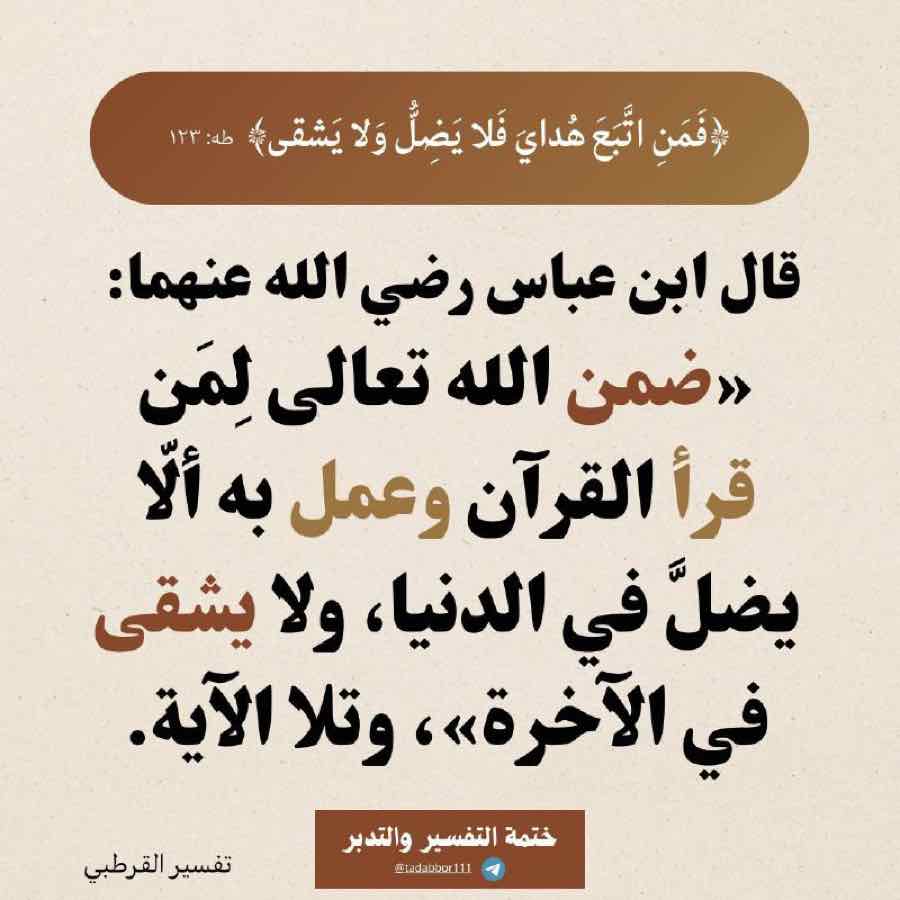 ﴿فَمَنِ اتَّبَعَ هُدايَ فَلا يَضِلُّ وَلا يَشقى﴾ طه: ١٢٣
قال ابن عباس رضي الله عنهما:
«ضمن الله تعالى لِمَن
قرأ القرآن وعمل به ألّا
يضلَّ في الدنيا، ولا يشقى
في الآخرة»، وتلا الآية.
ختمة التفسير والتدبر
@tadabbor111
تفسير القرطبي